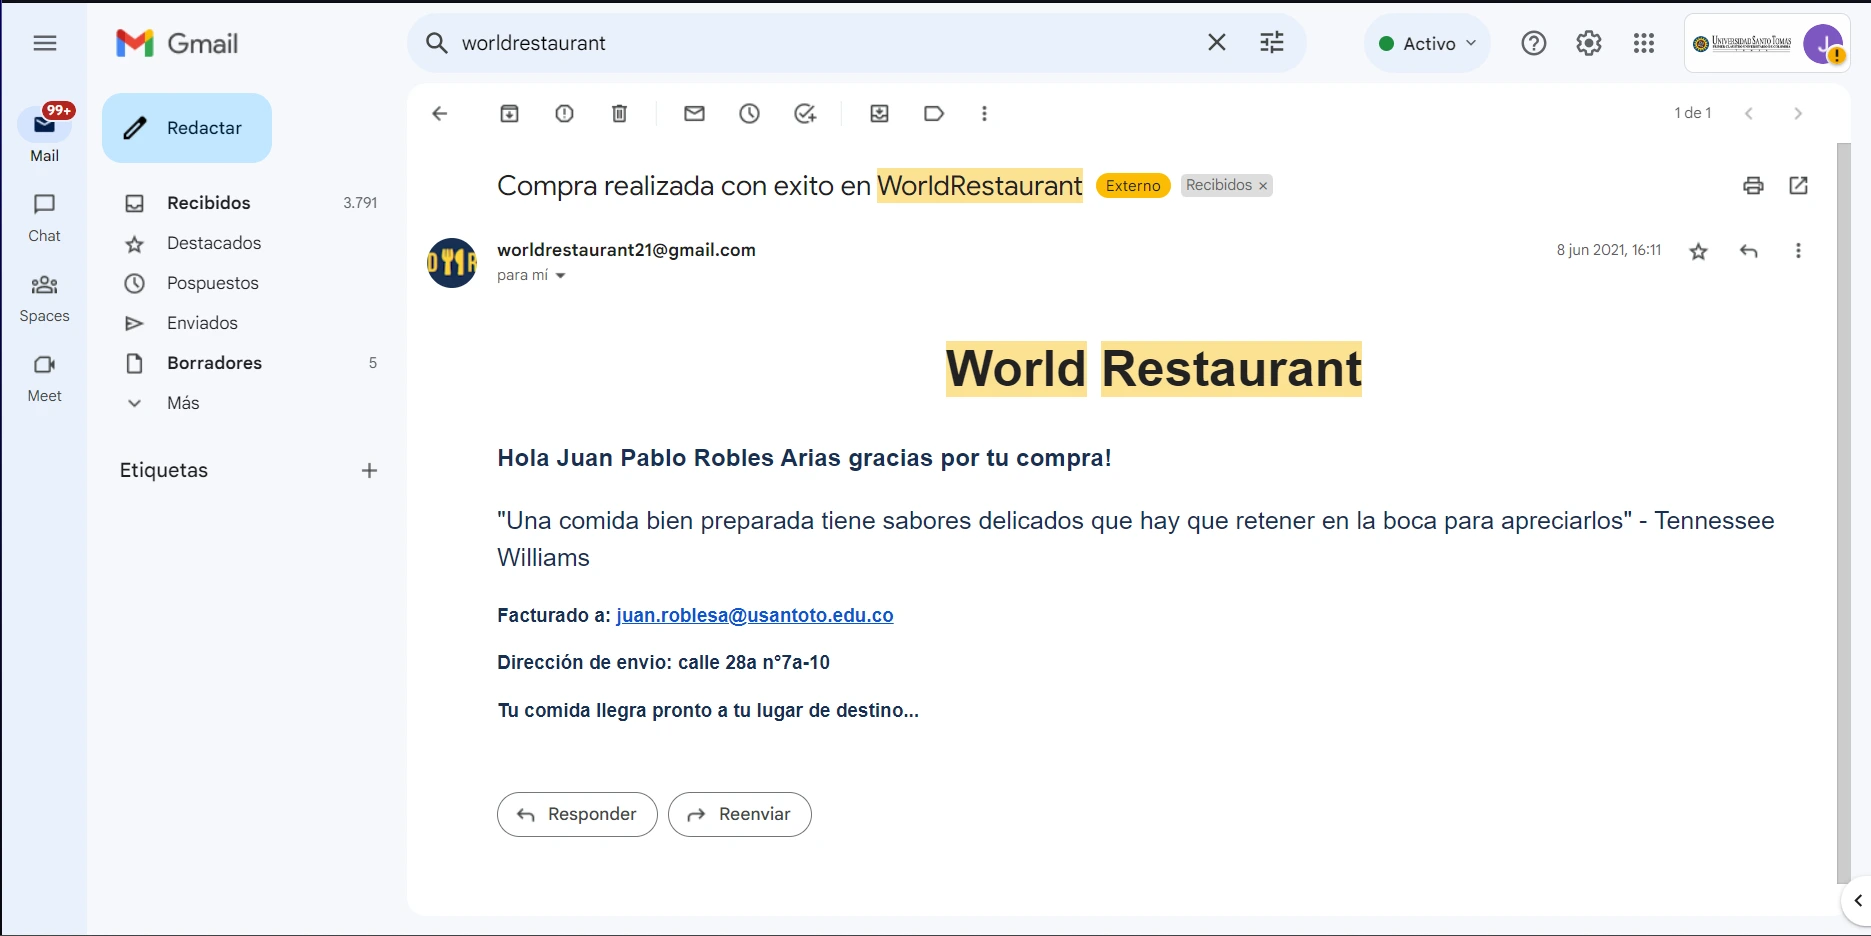 Gmail
worldrestaurant
Activo
UNIVERSIDAD SANTO TOMAS
J
99+
Mail
Chat
Spaces
Meet
Redactar
Recibidos 3.791
Destacados
Pospuestos
Enviados
Borradores 5
Más
Etiquetas
1 de 1
Compra realizada con exito en WorldRestaurant Externo Recibidos ×
worldrestaurant21@gmail.com 8 jun 2021, 16:11
para mí
World Restaurant
Hola Juan Pablo Robles Arias gracias por tu compra!
"Una comida bien preparada tiene sabores delicados que hay que retener en la boca para apreciarlos" - Tennessee
Williams
Facturado a: juan.roblesa@usantoto.edu.co
Dirección de envio: calle 28a n°7a-10
Tu comida llegra pronto a tu lugar de destino...
Responder Reenviar